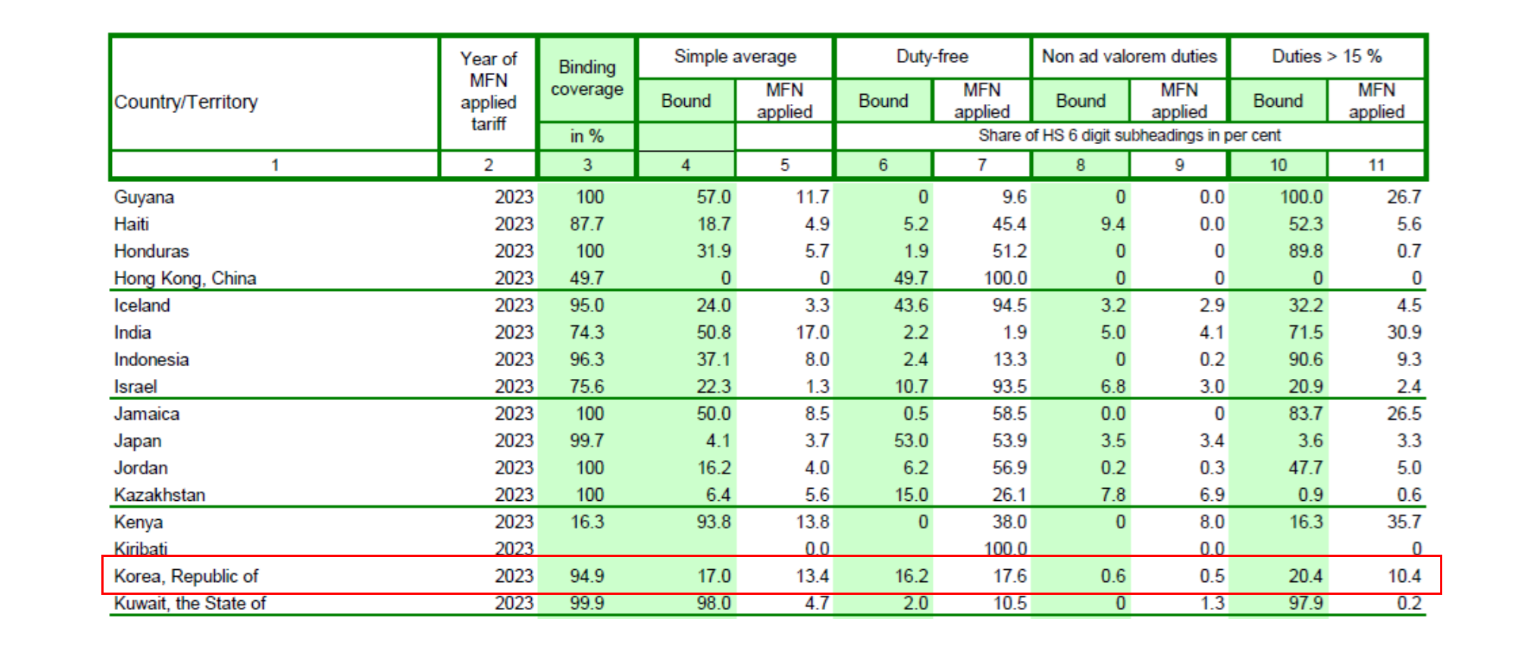 Country/Territory Year of MFN applied tariff Binding coverage Simple average Duty-free Non ad valorem duties Duties > 15 %
Bound MFN applied Bound MFN applied Bound MFN applied Bound MFN applied
in % Share of HS 6 digit subheadings in per cent
1 2 3 4 5 6 7 8 9 10 11
Guyana 2023 100 57.0 11.7 0 9.6 0 0.0 100.0 26.7
Haiti 2023 87.7 18.7 4.9 5.2 45.4 9.4 0.0 52.3 5.6
Honduras 2023 100 31.9 5.7 1.9 51.2 0 0 89.8 0.7
Hong Kong, China 2023 49.7 0 0 49.7 100.0 0 0 0 0
Iceland 2023 95.0 24.0 3.3 43.6 94.5 3.2 2.9 32.2 4.5
India 2023 74.3 50.8 17.0 2.2 1.9 5.0 4.1 71.5 30.9
Indonesia 2023 96.3 37.1 8.0 2.4 13.3 0 0.2 90.6 9.3
Israel 2023 75.6 22.3 1.3 10.7 93.5 6.8 3.0 20.9 2.4
Jamaica 2023 100 50.0 8.5 0.5 58.5 0.0 0 83.7 26.5
Japan 2023 99.7 4.1 3.7 53.0 53.9 3.5 3.4 3.6 3.3
Jordan 2023 100 16.2 4.0 6.2 56.9 0.2 0.3 47.7 5.0
Kazakhstan 2023 100 6.4 5.6 15.0 26.1 7.8 6.9 0.9 0.6
Kenya 2023 16.3 93.8 13.8 0 38.0 0 8.0 16.3 35.7
Kiribati 2023 0.0 100.0 0.0 0
Korea, Republic of 2023 94.9 17.0 13.4 16.2 17.6 0.6 0.5 20.4 10.4
Kuwait, the State of 2023 99.9 98.0 4.7 2.0 10.5 0 1.3 97.9 0.2